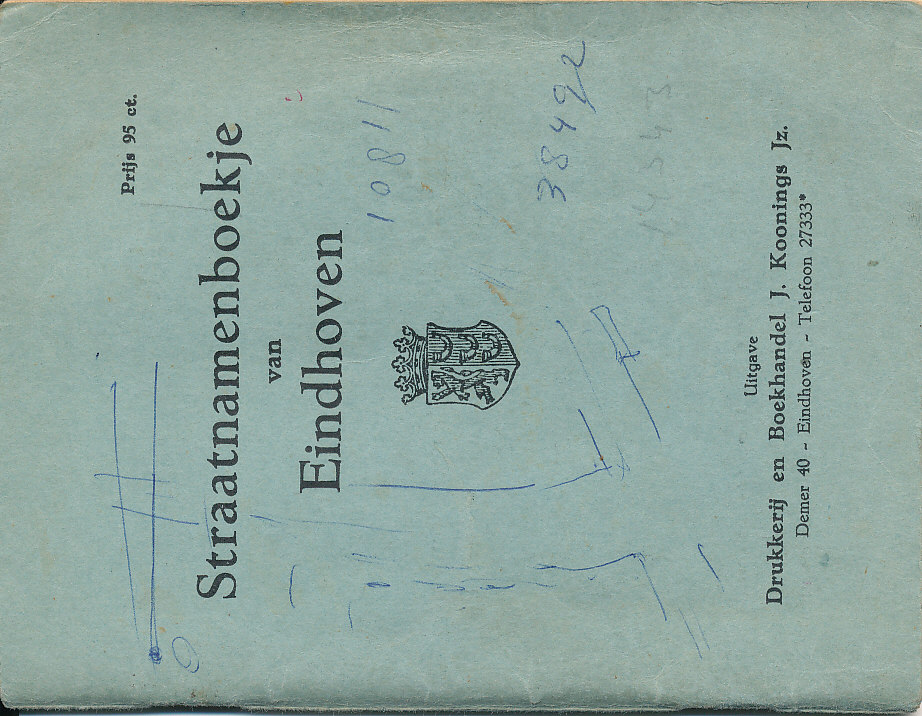 Prijs 95 ct.
Straatnamenboekje
van
Eindhoven
10811
38492
14543
Uitgave
Drukkerij en Boekhandel J. Koonings Jz.
Demer 40 - Eindhoven - Telefoon 27333*